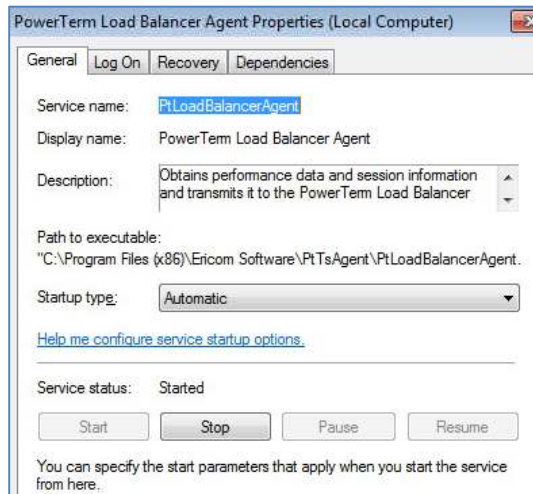 PowerTerm Load Balancer Agent Properties (Local Computer)
General Log On Recovery Dependencies
Service name: PtLoadBalancerAgent
Display name: PowerTerm Load Balancer Agent
Description: Obtains performance data and session information
and transmits it to the PowerTerm Load Balancer
Path to executable:
"C:\Program Files (x86)\Ericom Software\PtTsAgent\PtLoadBalancerAgent.
Startup type: Automatic
Help me configure service startup options.
Service status: Started
Start Stop Pause Resume
You can specify the start parameters that apply when you start the service
from here.